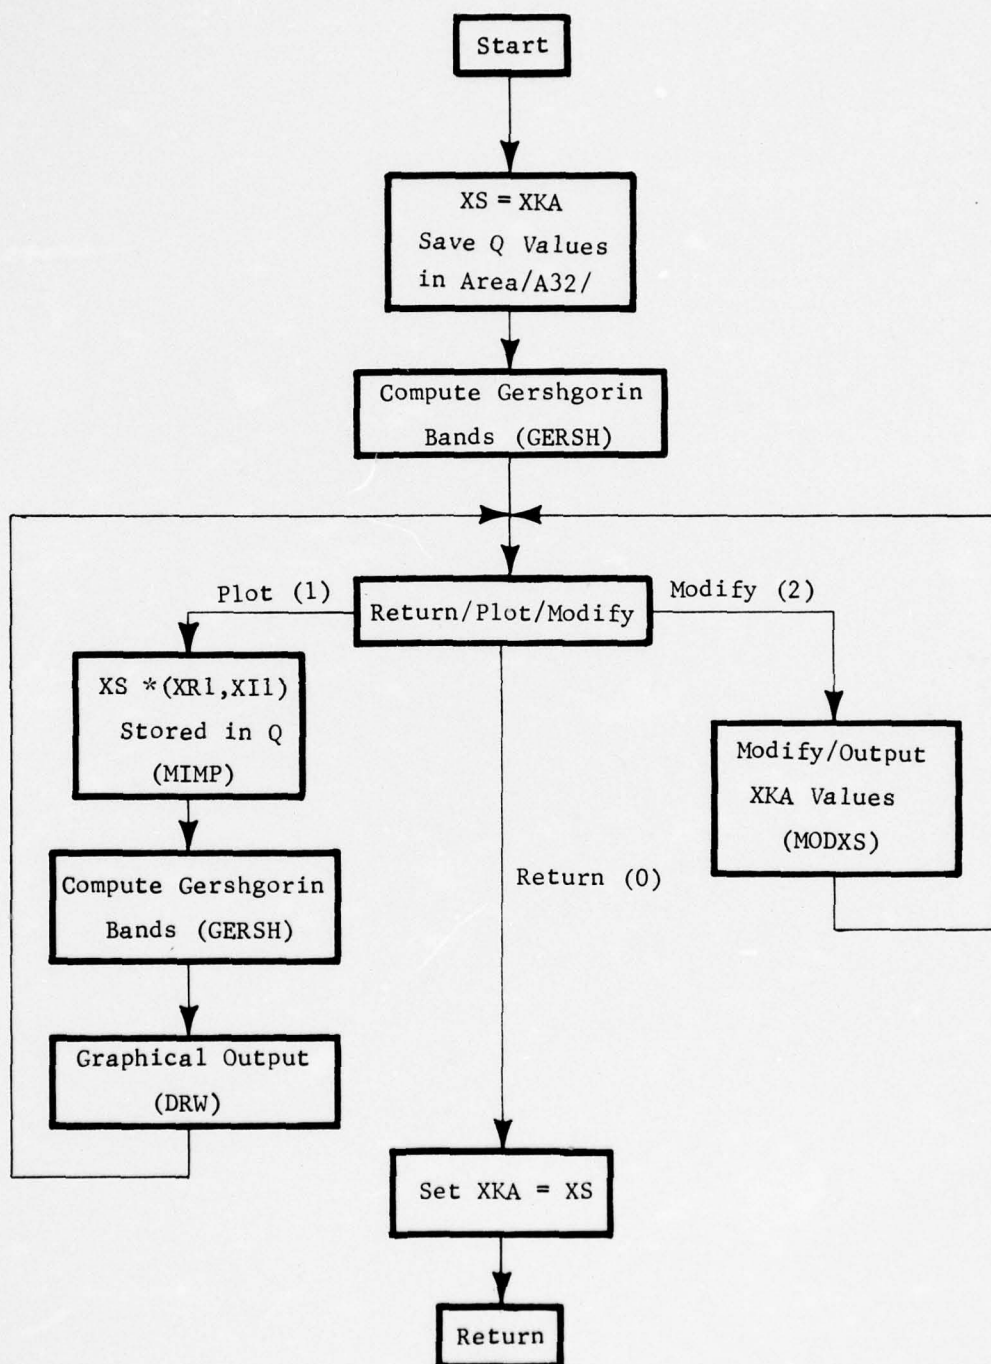 Start
XS = XKA
Save Q Values
in Area/A32/
Compute Gershgorin
Bands (GERSH)
Plot (1)
Return/Plot/Modify
Modify (2)
XS *(XR1,XI1)
Stored in Q
(MIMP)
Modify/Output
XKA Values
(MODXS)
Compute Gershgorin
Bands (GERSH)
Return (0)
Graphical Output
(DRW)
Set XKA = XS
Return